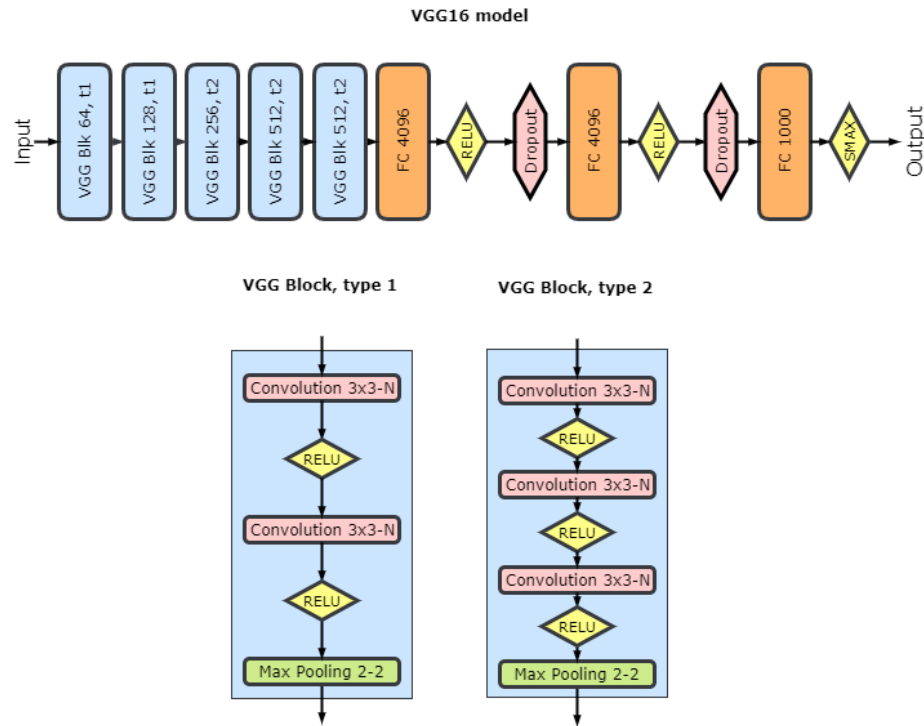 VGG16 model
Input
VGG Blk 64, t1
VGG Blk 128, t1
VGG Blk 256, t2
VGG Blk 512, t2
VGG Blk 512, t2
FC 4096
RELU
Dropout
FC 4096
RELU
Dropout
FC 1000
SMAX
Output
VGG Block, type 1
Convolution 3x3-N
RELU
Convolution 3x3-N
RELU
Max Pooling 2-2
VGG Block, type 2
Convolution 3x3-N
RELU
Convolution 3x3-N
RELU
Convolution 3x3-N
RELU
Max Pooling 2-2